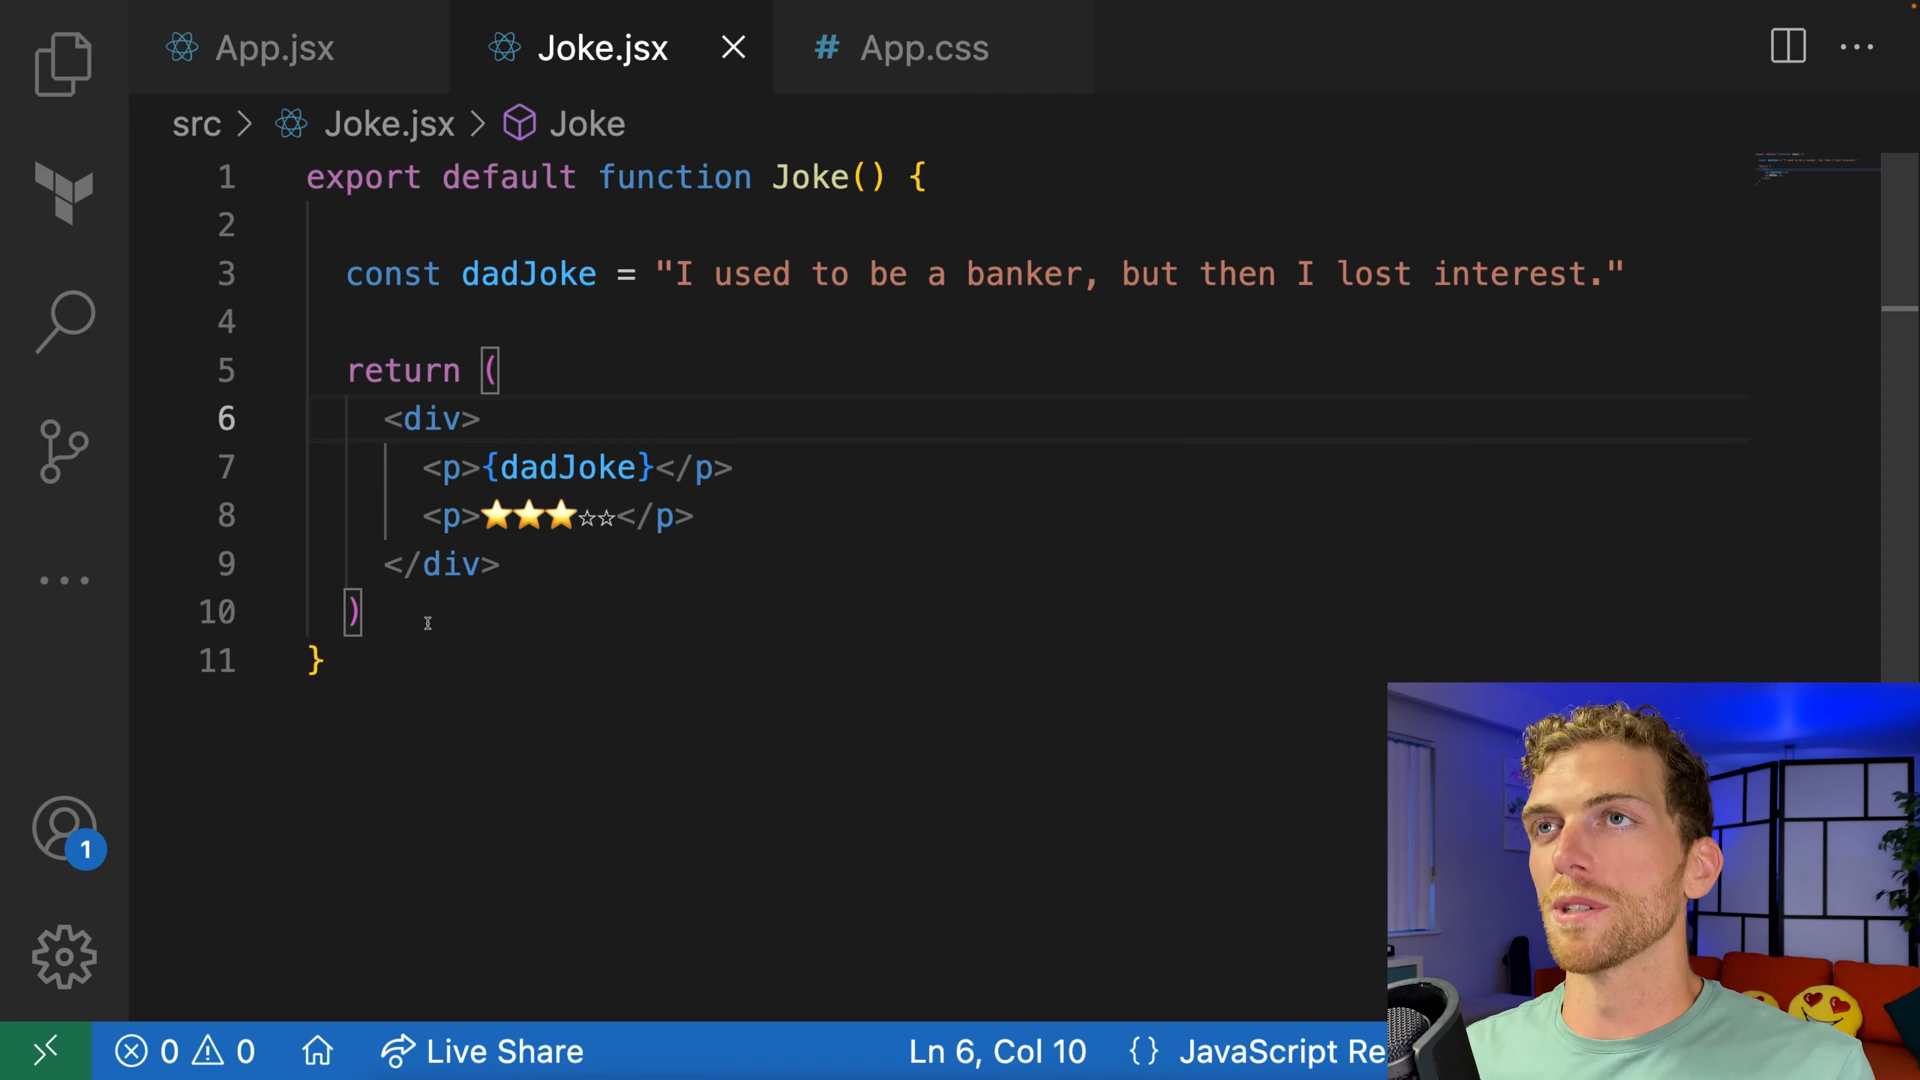 App.jsx
Joke.jsx
# App.css
src > Joke.jsx > Joke
1 export default function Joke() {
2
3 const dadJoke = "I used to be a banker, but then I lost interest."
4
5 return (
6 <div>
7 <p>{dadJoke}</p>
8 <p>⭐⭐⭐☆☆</p>
9 </div>
10 )
11 }
1
0 0 Live Share Ln 6, Col 10 {} JavaScript Re